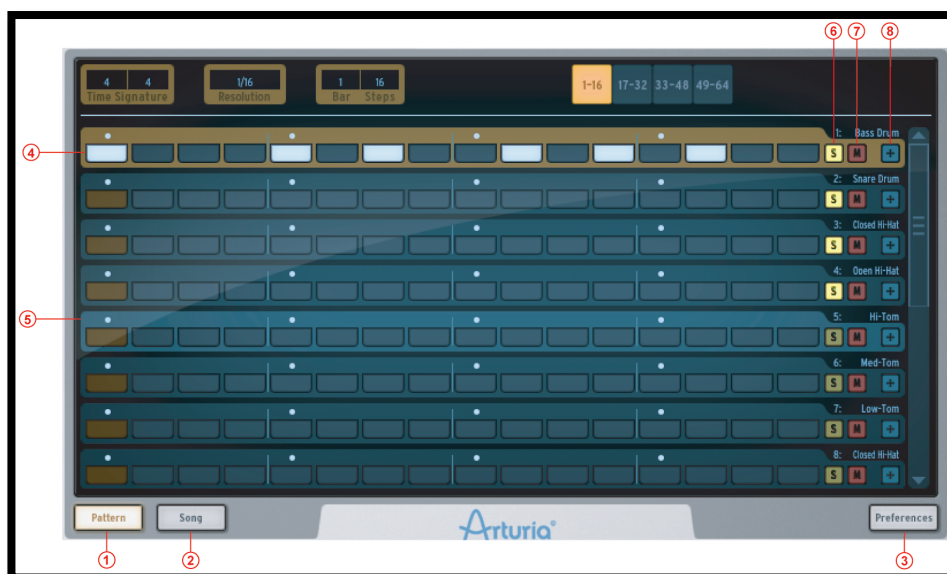 6 7 8
4 4 1/16 1 16
Time Signature Resolution Bar Steps
1-16 17-32 33-48 49-64
1: Bass Drum
4 S M +
2: Snare Drum
S M +
3: Closed Hi-Hat
S M +
4: Open Hi-Hat
S M +
5 5: Hi-Tom
S M +
6: Med-Tom
S M +
7: Low-Tom
S M +
8: Closed Hi-Hat
S M +
Pattern Song Arturia® Preferences
1 2 3